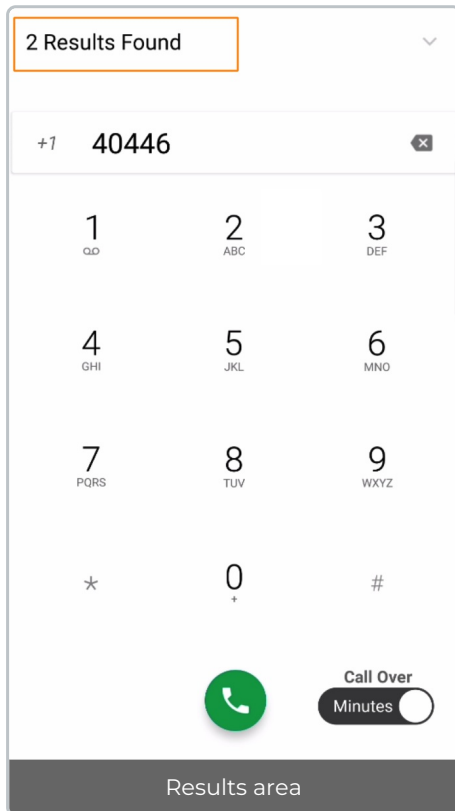 2 Results Found
+1 40446
1 2 3
ABC DEF
4 5 6
GHI JKL MNO
7 8 9
PQRS TUV WXYZ
* 0 #
+
Call Over
Minutes
Results area